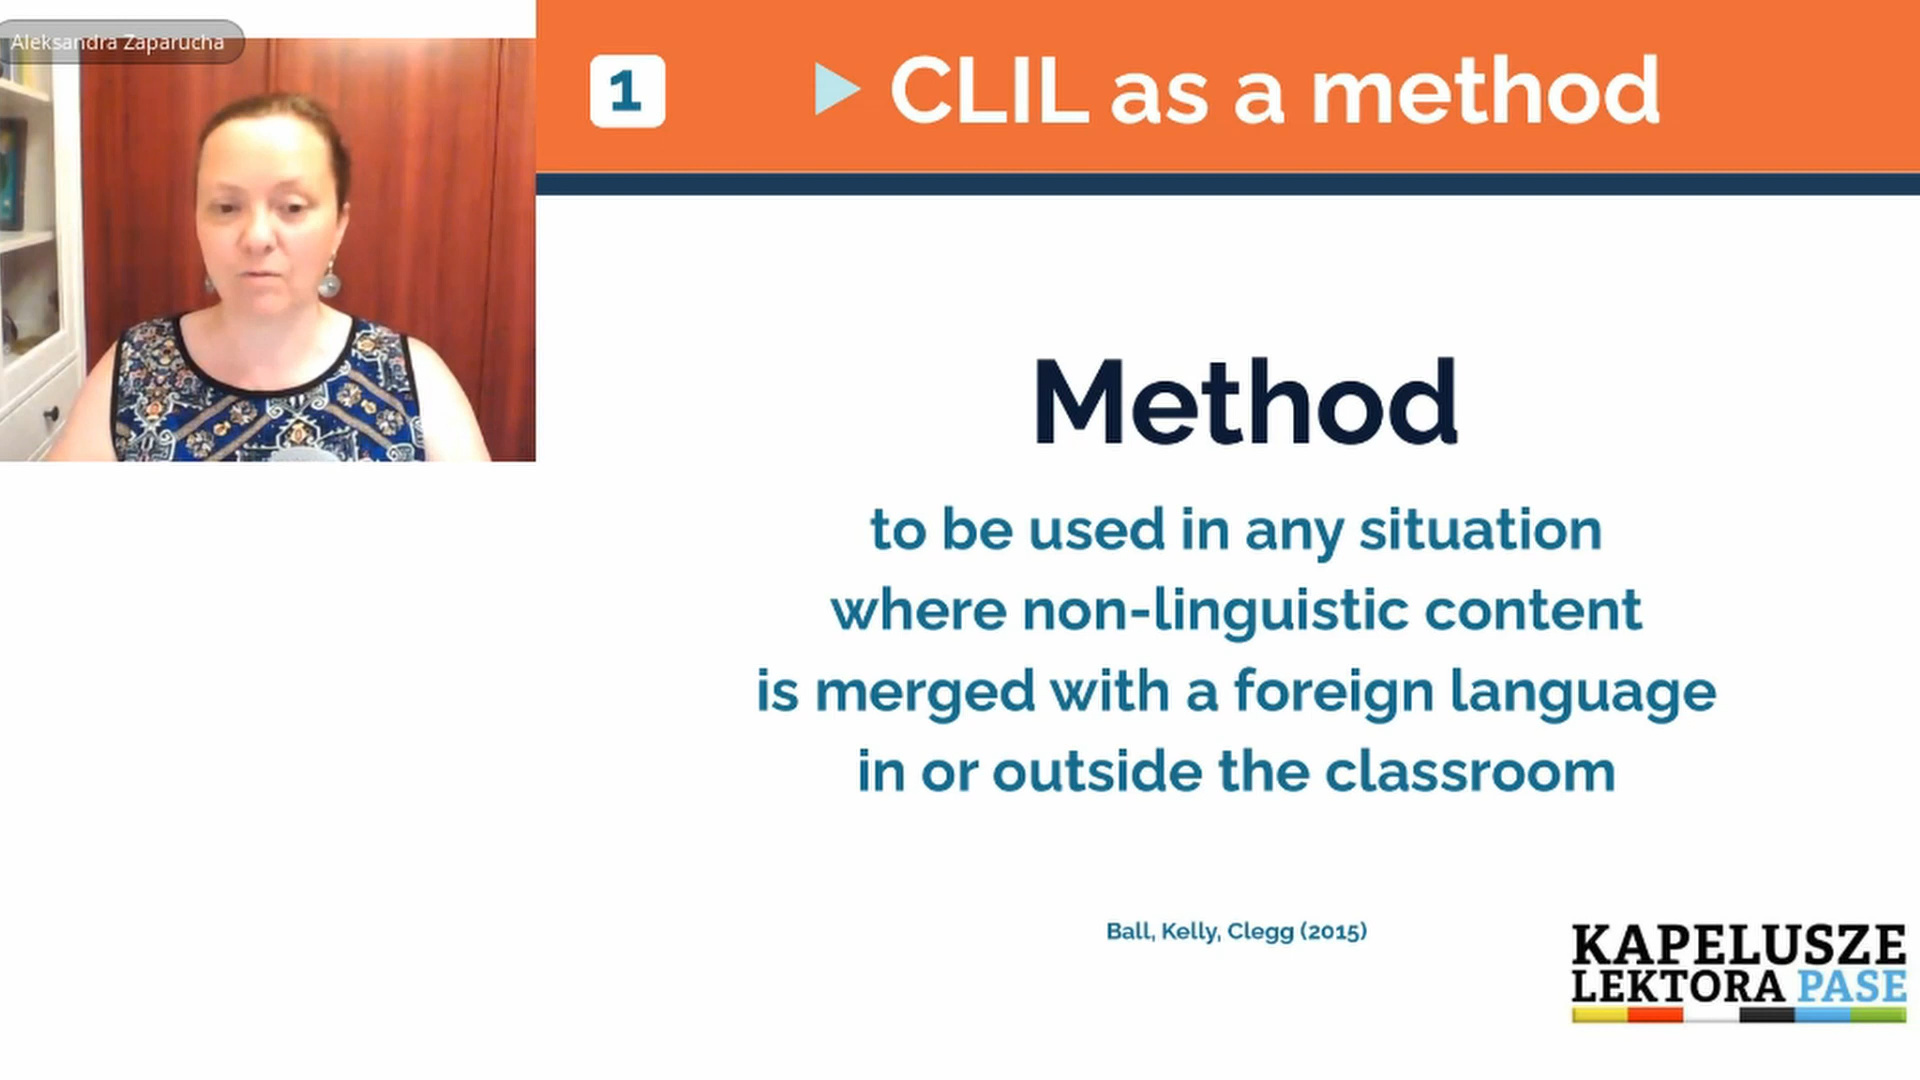 Aleksandra Zaparucha
1
CLIL as a method
Method
to be used in any situation
where non-linguistic content
is merged with a foreign language
in or outside the classroom
Ball, Kelly, Clegg (2015)
KAPELUSZE
LEKTORA PASE